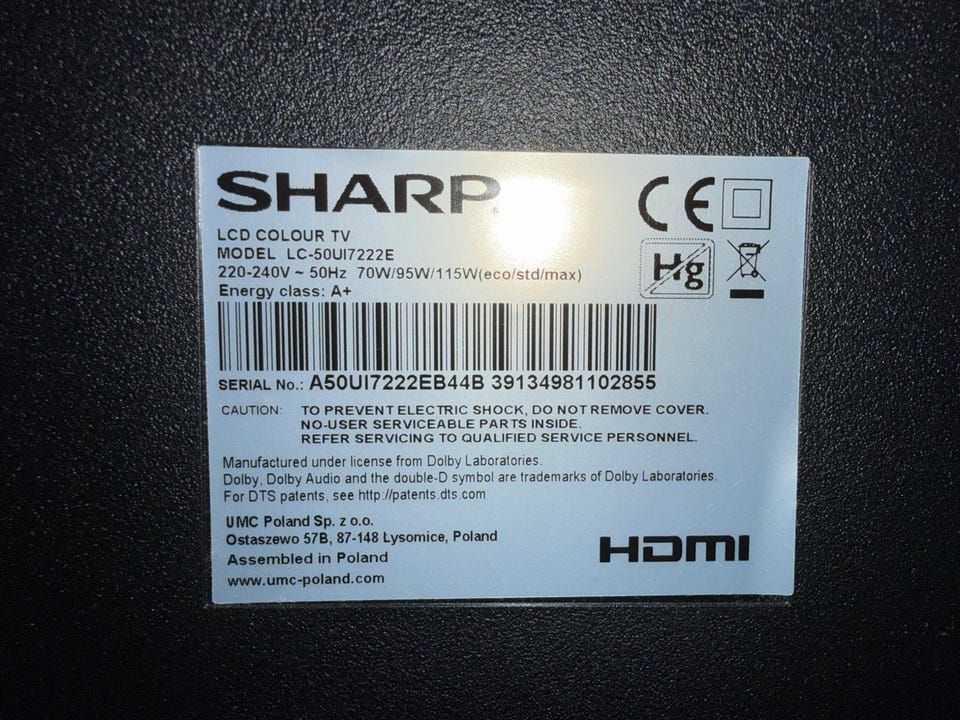 SHARP
LCD COLOUR TV
MODEL LC-50UI7222E
220-240V ~ 50Hz 70W/95W/115W(eco/std/max)
Energy class: A+
CE
Hg
SERIAL No.: A50UI7222EB44B 39134981102855
CAUTION: TO PREVENT ELECTRIC SHOCK, DO NOT REMOVE COVER.
NO-USER SERVICEABLE PARTS INSIDE.
REFER SERVICING TO QUALIFIED SERVICE PERSONNEL.
Manufactured under license from Dolby Laboratories.
Dolby, Dolby Audio and the double-D symbol are trademarks of Dolby Laboratories.
For DTS patents, see http://patents.dts.com
UMC Poland Sp. z o.o.
Ostaszewo 57B, 87-148 Łysomice, Poland
Assembled in Poland
www.umc-poland.com
HDMI